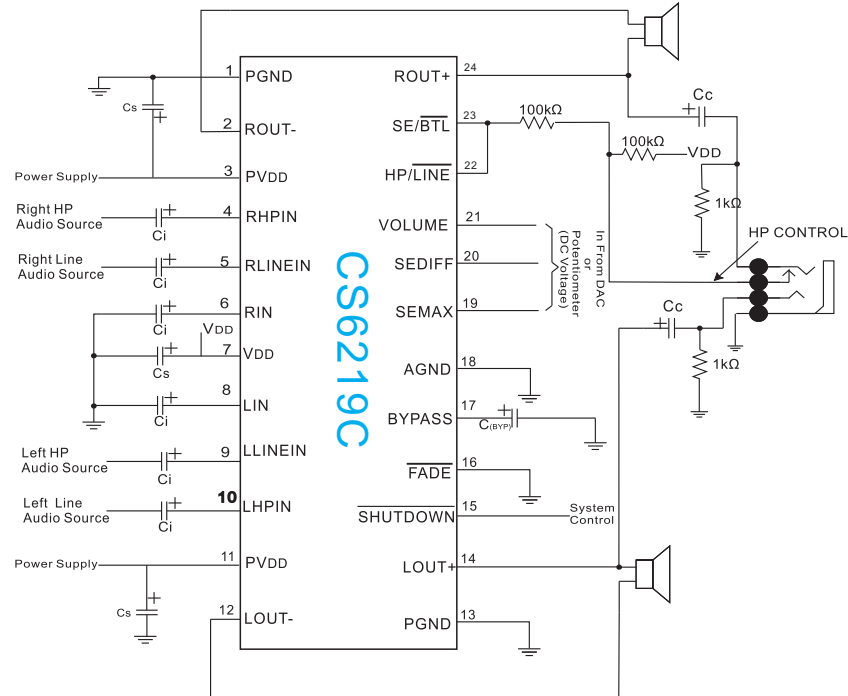 1 PGND
Cs
2 ROUT-
Power Supply
3 PVDD
Right HP
Audio Source
Ci
4 RHPIN
Right Line
Audio Source
Ci
5 RLINEIN
6 RIN
Ci
VDD
7 VDD
Cs
8 LIN
Ci
Left HP
Audio Source
Ci
9 LLINEIN
Left Line
Audio Source
Ci
10 LHPIN
Power Supply
11 PVDD
Cs
12 LOUT-
CS6219C
ROUT+ 24
Cc
SE/BTL 23
100kΩ
100kΩ
VDD
HP/LINE 22
1kΩ
VOLUME 21
SEDIFF 20
SEMAX 19
In From DAC
or
Potentiometer
(DC Voltage)
HP CONTROL
Cc
1kΩ
AGND 18
BYPASS 17
C(BYP)
FADE 16
SHUTDOWN 15
System
Control
LOUT+ 14
PGND 13